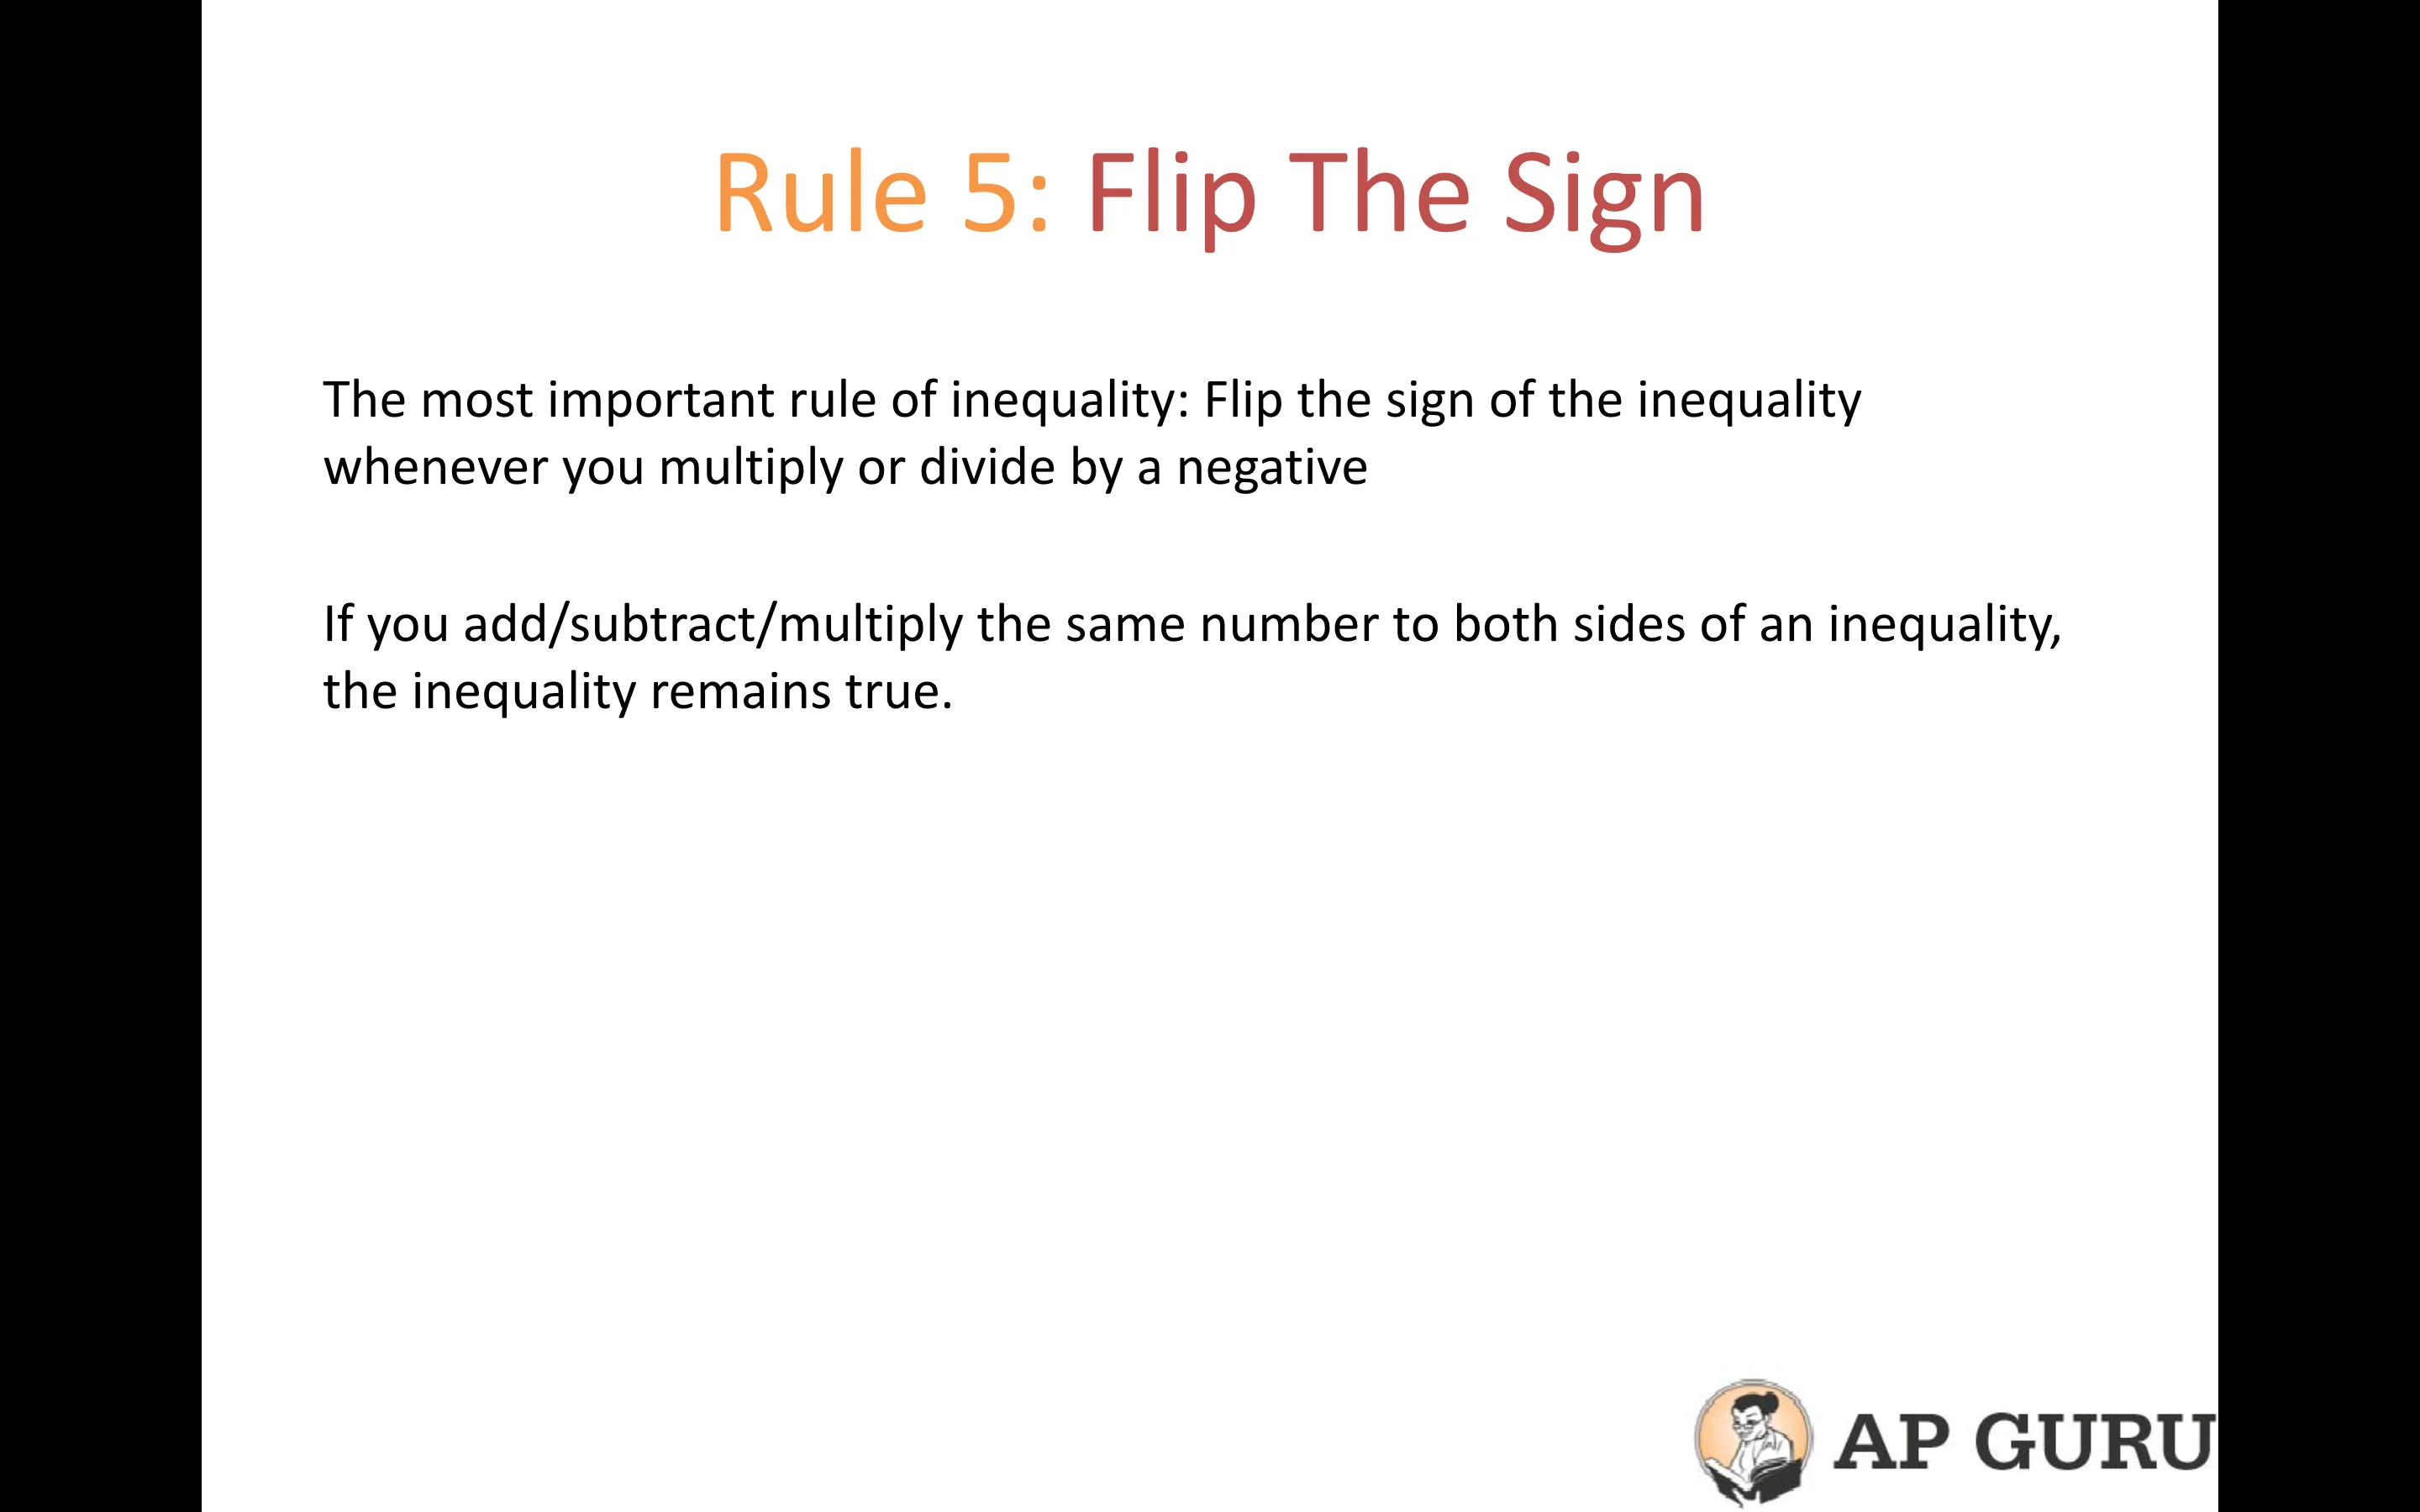 Rule 5: Flip The Sign
The most important rule of inequality: Flip the sign of the inequality
whenever you multiply or divide by a negative
If you add/subtract/multiply the same number to both sides of an inequality,
the inequality remains true.
AP GURU